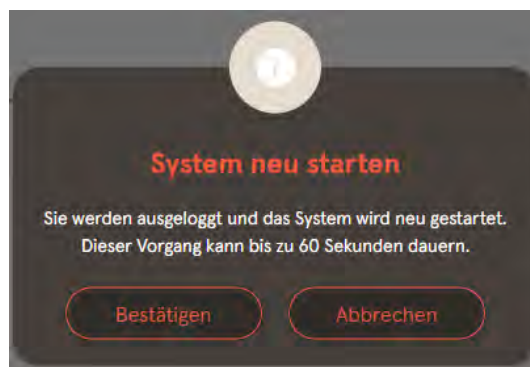 System neu starten
Sie werden ausgeloggt und das System wird neu gestartet.
Dieser Vorgang kann bis zu 60 Sekunden dauern.
Bestätigen
Abbrechen